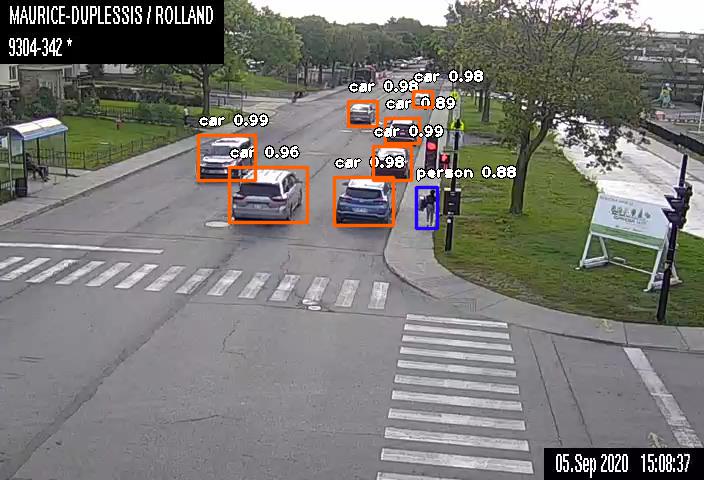 MAURICE-DUPLESSIS / ROLLAND
9304-342 *
car 0.98
car 0.98
car 0.89
car 0.99
car 0.99
car 0.96
car 0.98
person 0.88
05.Sep 2020 15:08:37